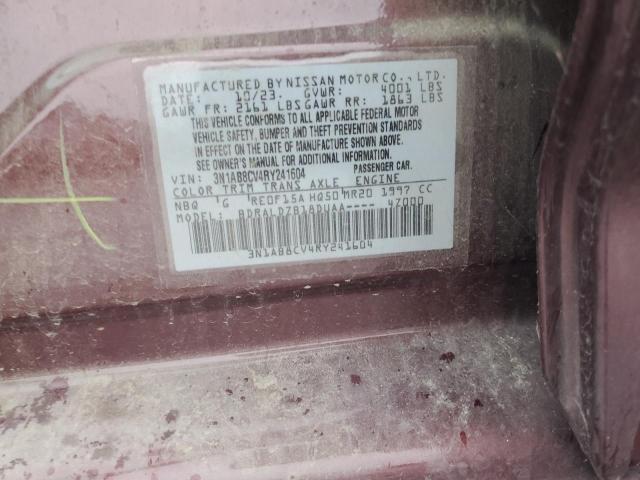 MANUFACTURED BY NISSAN MOTOR CO., LTD.
DATE: 10/23. GVWR: 4001 LBS
GAWR FR: 2161 LBS GAWR RR: 1863 LBS
THIS VEHICLE CONFORMS TO ALL APPLICABLE FEDERAL MOTOR
VEHICLE SAFETY, BUMPER AND THEFT PREVENTION STANDARDS
IN EFFECT ON THE DATE OF MANUFACTURE SHOWN ABOVE.
SEE OWNER'S MANUAL FOR ADDITIONAL INFORMATION.
VIN: 3N1AB8CV4RY241604 PASSENGER CAR.
COLOR TRIM TRANS AXLE ENGINE
NBQ G RE0F15A HQ50 MR20 1997 CC
BDRALDZB18DUAA---- 47000
3N1AB8CV4RY241604